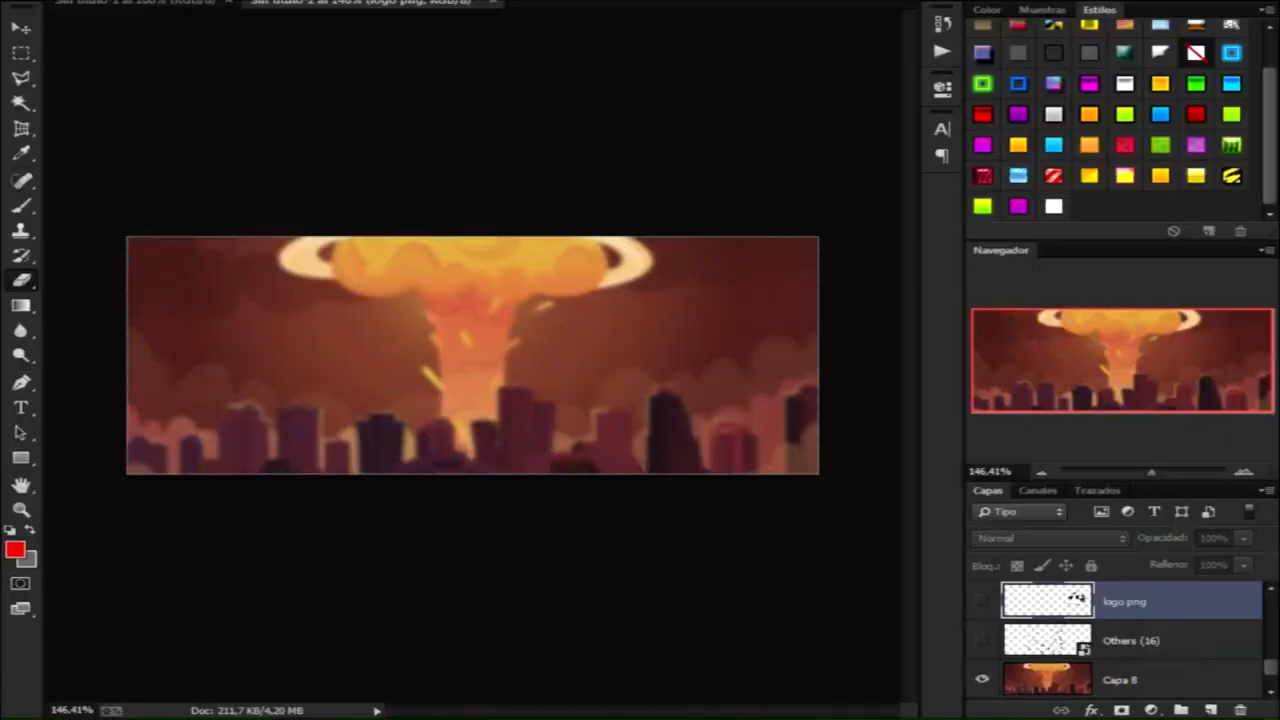 Color Muestras Estilos
Navegador
146,41%
Capas Canales Trazados
Tipo
Normal Opacidad: 100%
Bloq.: Rellenar 100%
logo png
Others (16)
Capa 8
146,41% Doc: 211,7 KB/4,20 MB